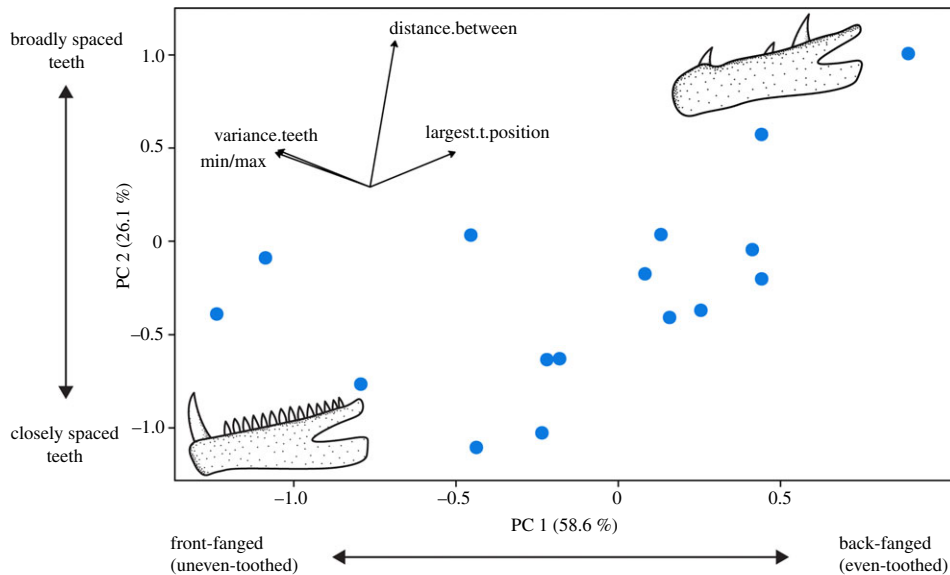 broadly spaced
teeth
closely spaced
teeth
PC 2 (26.1 %)
1.0
0.5
0
−0.5
−1.0
distance.between
variance.teeth
min/max
largest.t.position
−1.0
−0.5
0
0.5
PC 1 (58.6 %)
front-fanged
(uneven-toothed)
back-fanged
(even-toothed)